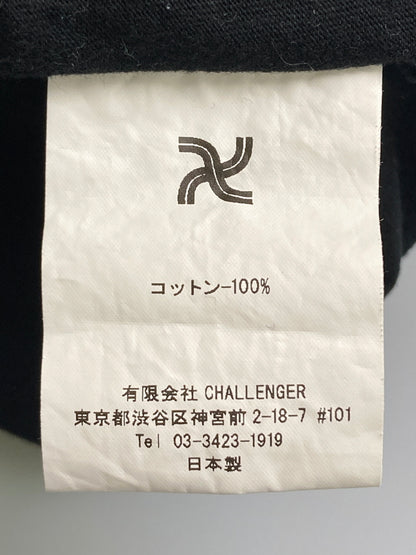 コットン-100%
有限会社 CHALLENGER
東京都渋谷区神宮前 2-18-7 #101
Tel 03-3423-1919
日本製